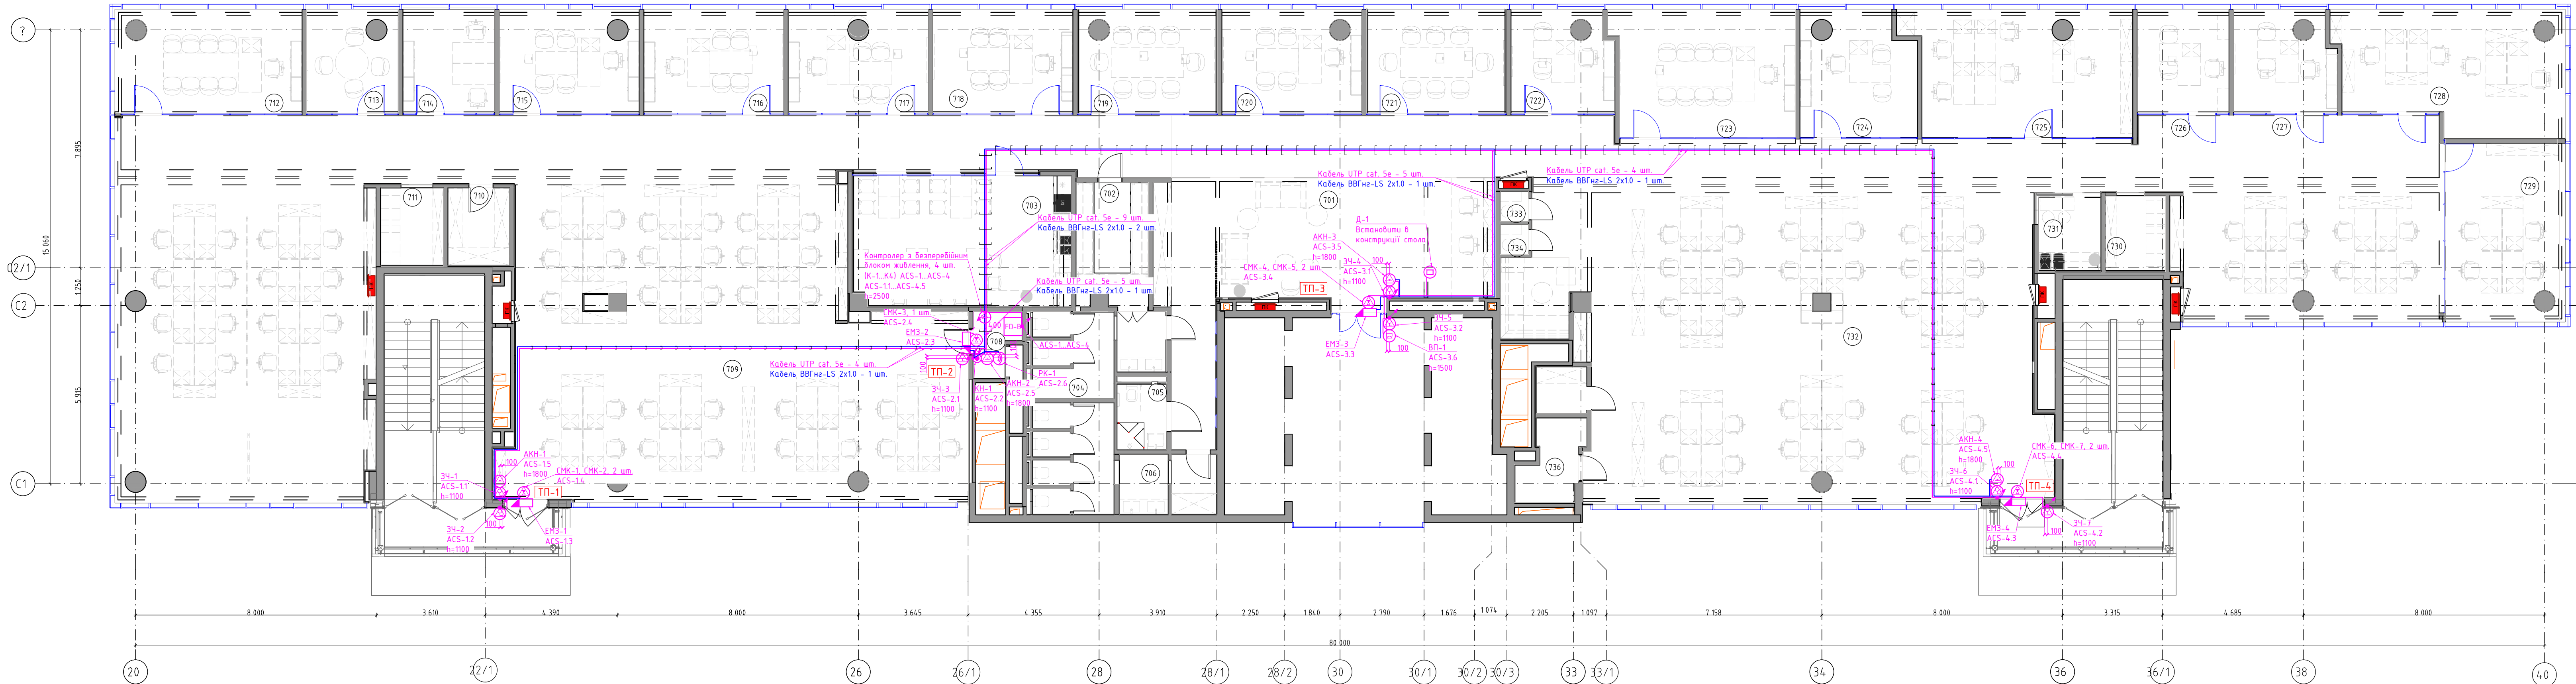 ?
712
713
714
715
716
717
718
719
720
721
722
723
724
725
726
727
728
7.895
15 060
1 250
5 915
С2/1
С2
С1
711
710
703
702
701
733
734
731
730
729
732
709
708
704
705
706
736
Кабель UTP cat. 5e - 9 шт.
Кабель ВВГнг-LS 2x1.0 - 2 шт.
Контролер з безперебійним
блоком живлення, 4 шт.
(К-1...К4) ACS-1...ACS-4
ACS-1.1...ACS-4.5
h=2500
Кабель UTP cat. 5e - 5 шт.
Кабель ВВГнг-LS 2x1.0 - 1 шт.
Кабель UTP cat. 5e - 5 шт.
Кабель ВВГнг-LS 2x1.0 - 1 шт.
Кабель UTP cat. 5e - 4 шт.
Кабель ВВГнг-LS 2x1.0 - 1 шт.
Д-1
Встановити в
конструкції стола
АКН-3
ACS-3.5
h=1800
ЗЧ-4
ACS-3.1
h=1100
100
СМК-4, СМК-5, 2 шт.
ACS-3.4
ТП-3
ЕМЗ-3
ACS-3.3
ЗЧ-5
ACS-3.2
h=1100
ВП-1
ACS-3.6
h=1500
100
СМК-3, 1 шт.
ACS-2.4
ЕМЗ-2
ACS-2.3
ACS-1...ACS-4
Кабель UTP cat. 5e - 4 шт.
Кабель ВВГнг-LS 2x1.0 - 1 шт.
100
ТП-2
ЗЧ-3
ACS-2.1
h=1100
КН-1
ACS-2.2
h=1100
АКН-2
ACS-2.5
h=1800
РК-1
ACS-2.6
АКН-1
ACS-1.5
h=1800
100
ЗЧ-1
ACS-1.1
h=1100
СМК-1, СМК-2, 2 шт.
ACS-1.4
ТП-1
ЗЧ-2
ACS-1.2
h=1100
100
ЕМЗ-1
ACS-1.3
АКН-4
ACS-4.5
h=1800
100
ЗЧ-6
ACS-4.1
h=1100
СМК-6, СМК-7, 2 шт.
ACS-4.4
ТП-4
ЕМЗ-4
ACS-4.3
ЗЧ-7
ACS-4.2
h=1100
100
8 000
3 610
4 390
8 000
3 645
4 355
3 910
2 250
1 840
2 790
1 676
1 074
2 205
1 097
7 158
8 000
3 315
4 685
8 000
80 000
20
22/1
26
26/1
28
28/1
28/2
30
30/1
30/2
30/3
33
33/1
34
36
36/1
38
40